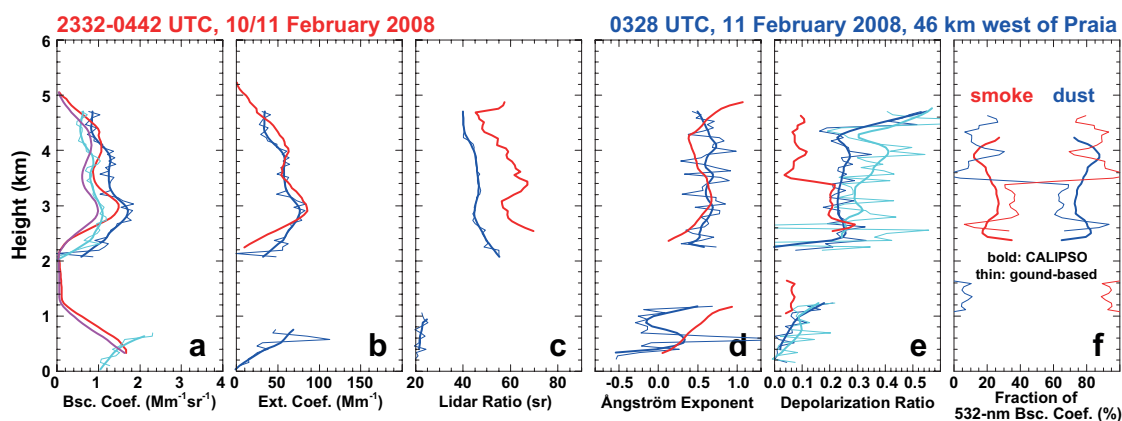 2332-0442 UTC, 10/11 February 2008
0328 UTC, 11 February 2008, 46 km west of Praia
6
5
4
3
2
1
0
Height (km)
a
b
c
d
e
f
smoke dust
bold: CALIPSO
thin: gound-based
0 1 2 3 4
0 50 100 150 200
20 40 60 80
-0.5 0.0 0.5 1.0
0.0 0.1 0.2 0.3 0.4 0.5
20 40 60 80
Bsc. Coef. (Mm-1sr-1)
Ext. Coef. (Mm-1)
Lidar Ratio (sr)
Ångström Exponent
Depolarization Ratio
Fraction of
532-nm Bsc. Coef. (%)